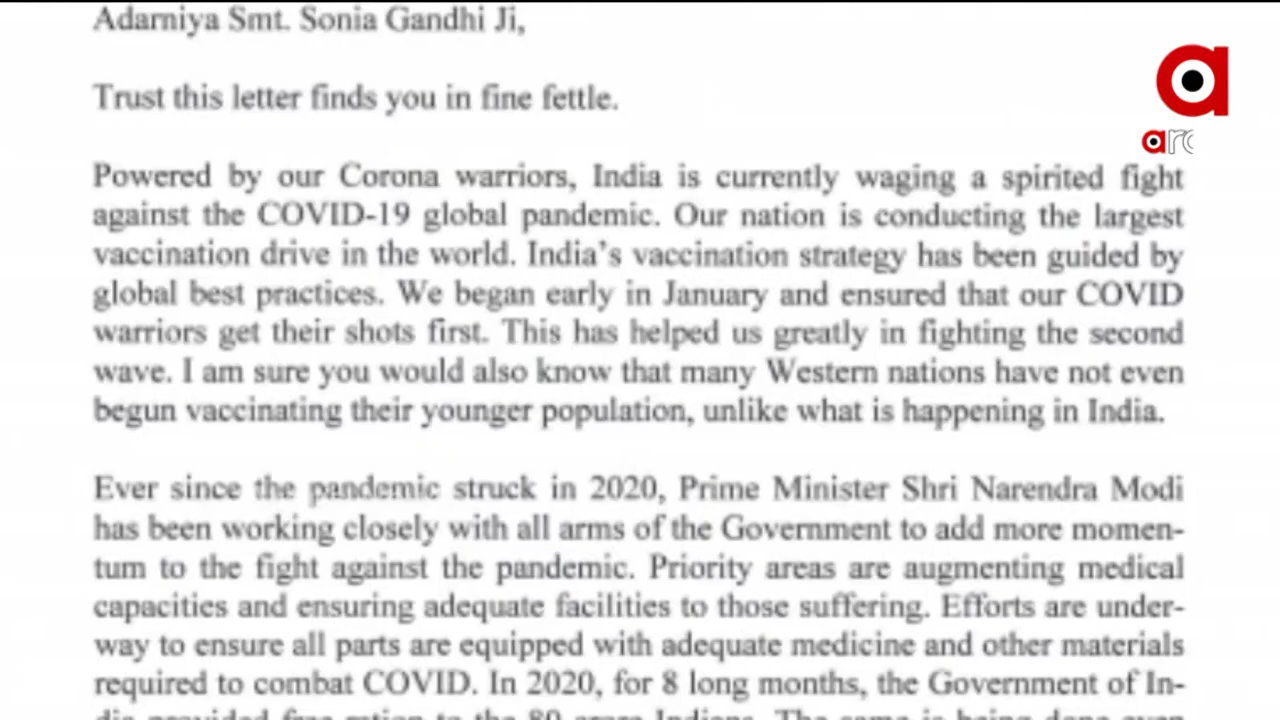 Adarniya Smt. Sonia Gandhi Ji,
Trust this letter finds you in fine fettle.
Powered by our Corona warriors, India is currently waging a spirited fight
against the COVID-19 global pandemic. Our nation is conducting the largest
vaccination drive in the world. India's vaccination strategy has been guided by
global best practices. We began early in January and ensured that our COVID
warriors get their shots first. This has helped us greatly in fighting the second
wave. I am sure you would also know that many Western nations have not even
begun vaccinating their younger population, unlike what is happening in India.
Ever since the pandemic struck in 2020, Prime Minister Shri Narendra Modi
has been working closely with all arms of the Government to add more momen-
tum to the fight against the pandemic. Priority areas are augmenting medical
capacities and ensuring adequate facilities to those suffering. Efforts are under-
way to ensure all parts are equipped with adequate medicine and other materials
required to combat COVID. In 2020, for 8 long months, the Government of In-